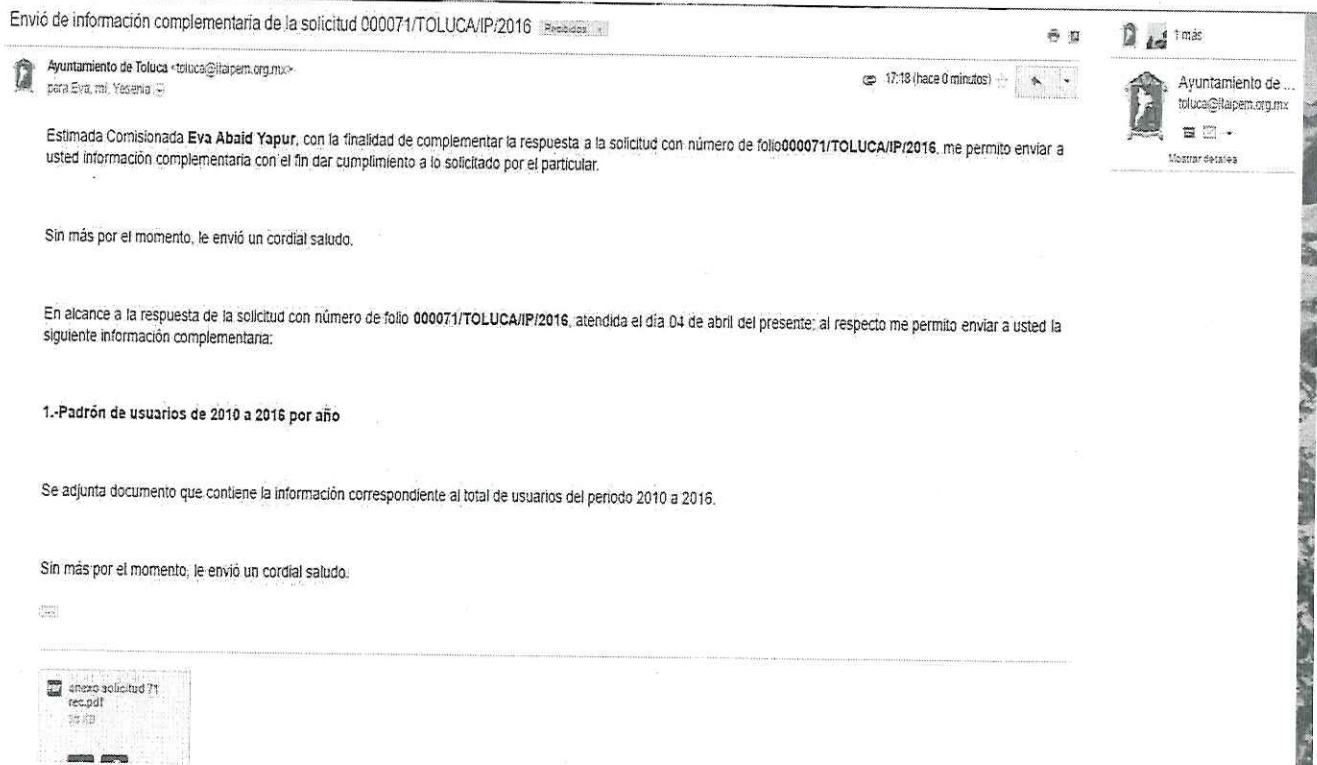 Envió de información complementaria de la solicitud 000071/TOLUCA/IP/2016 Recibidos x
1 más
Ayuntamiento de Toluca <toluca@itaipem.org.mx>
para Eva, mí, Yesenia
17:18 (hace 0 minutos)
Ayuntamiento de ...
toluca@itaipem.org.mx
Mostrar detalles
Estimada Comisionada Eva Abaid Yapur, con la finalidad de complementar la respuesta a la solicitud con número de folio000071/TOLUCA/IP/2016, me permito enviar a
usted información complementaria con el fin dar cumplimiento a lo solicitado por el particular.
Sin más por el momento, le envió un cordial saludo.
En alcance a la respuesta de la solicitud con número de folio 000071/TOLUCA/IP/2016, atendida el día 04 de abril del presente; al respecto me permito enviar a usted la
siguiente información complementaria:
1.-Padrón de usuarios de 2010 a 2016 por año
Se adjunta documento que contiene la información correspondiente al total de usuarios del periodo 2010 a 2016.
Sin más por el momento, le envió un cordial saludo.
anexo solicitud 71
rec.pdf